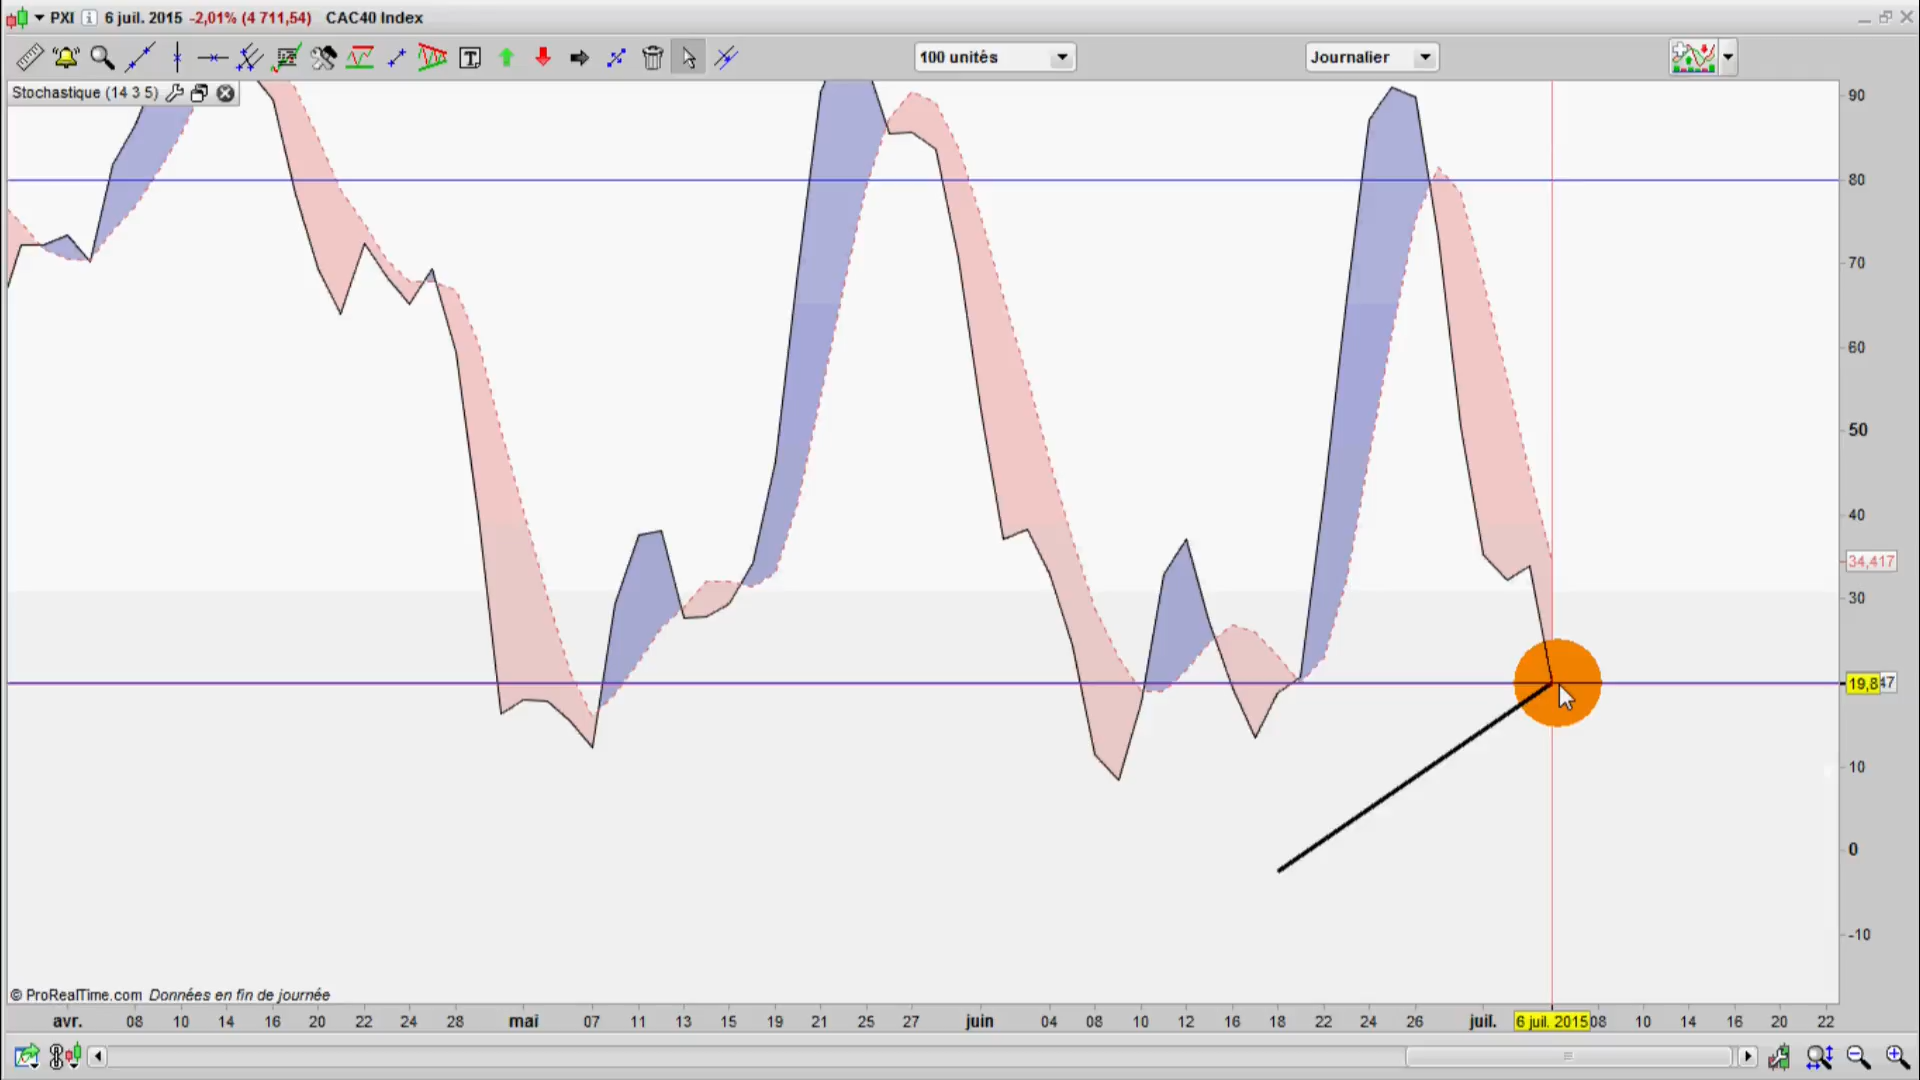 PXI 6 juil. 2015 -2,01% (4 711,54) CAC40 Index
100 unités
Journalier
Stochastique (14 3 5)
90
80
70
60
50
40
34,417
30
19,847
10
0
-10
© ProRealTime.com Données en fin de journée
avr. 08 10 14 16 20 22 24 28 mai 07 11 13 15 19 21 25 27 juin 04 08 10 12 16 18 22 24 26 juil. 6 juil. 2015 08 10 14 16 20 22